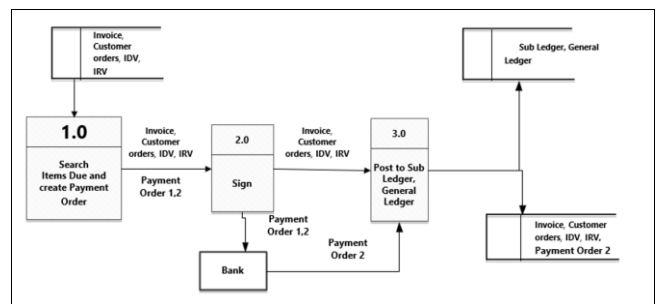 Invoice,
Customer
orders, IDV,
IRV
Sub Ledger, General
Ledger
1.0
Search
Items Due and
create Payment
Order
Invoice,
Customer
orders, IDV, IRV
Payment
Order 1,2
2.0
Sign
Invoice,
Customer
orders, IDV, IRV
3.0
Post to Sub
Ledger,
General
Ledger
Payment
Order 1,2
Bank
Payment
Order 2
Invoice, Customer
orders, IDV, IRV,
Payment Order 2